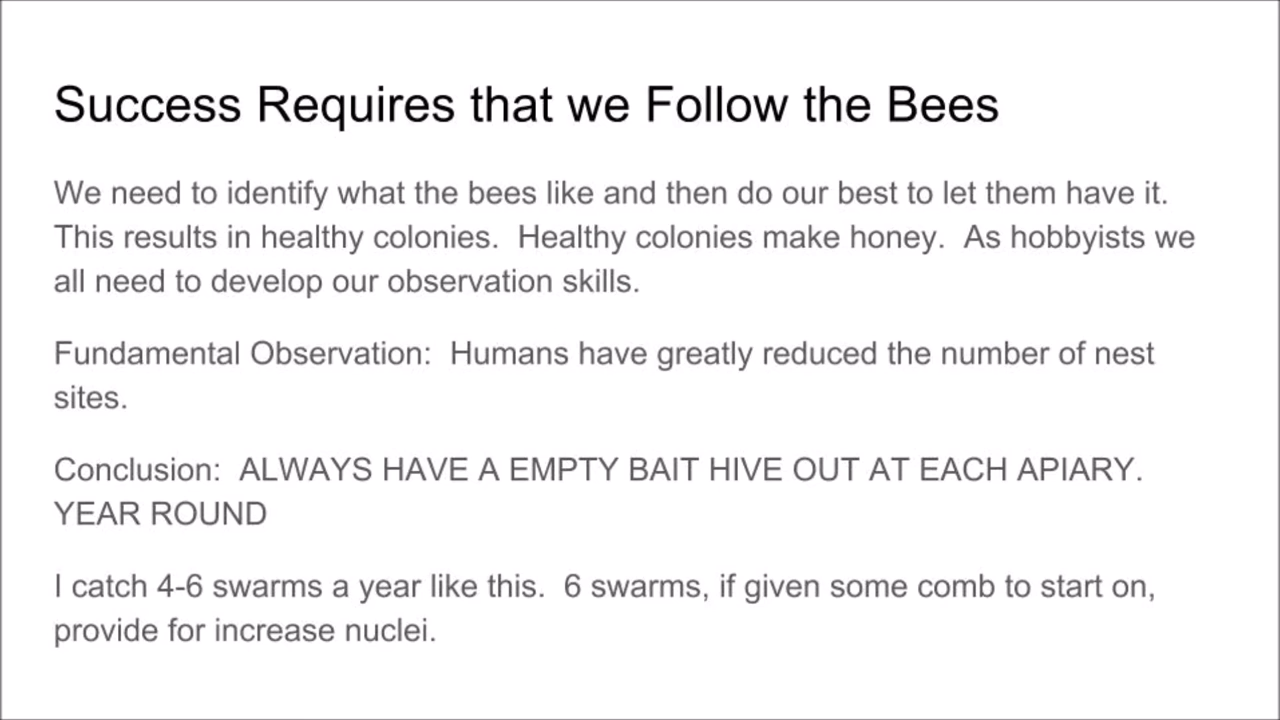 Success Requires that we Follow the Bees
We need to identify what the bees like and then do our best to let them have it.
This results in healthy colonies.  Healthy colonies make honey.  As hobbyists we
all need to develop our observation skills.
Fundamental Observation:  Humans have greatly reduced the number of nest
sites.
Conclusion:  ALWAYS HAVE A EMPTY BAIT HIVE OUT AT EACH APIARY.
YEAR ROUND
I catch 4-6 swarms a year like this.  6 swarms, if given some comb to start on,
provide for increase nuclei.